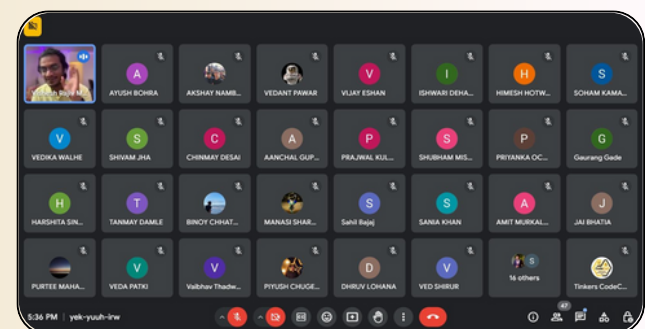 A
V
I
H
S
AYUSH BOHRA
AKSHAY NAMB...
VEDANT PAWAR
VIJAY ESHAN
ISHWARI DEHA...
HIMESH HOTW...
SOHAM KAMA...
V
S
C
A
P
S
P
G
VEDIKA WALHE
SHIVAM JHA
CHINMAY DESAI
AANCHAL GUP...
PRAJWAL KUL...
SHUBHAM MIS...
PRIYANKA OC...
Gaurang Gade
H
T
S
S
A
J
HARSHITA SIN...
TANMAY DAMLE
BINOY CHHAT...
MANASI SHAR...
Sahil Bajaj
SANIA KHAN
AMIT MURKAL...
JAI BHATIA
V
V
D
V
S
PURTEE MAHA...
VEDA PATKI
Vaibhav Thadw...
PIYUSH CHUGE...
DHRUV LOHANA
VED SHIRUR
16 others
Tinkers CodeC...
5:36 PM | yek-yuuh-irw
47